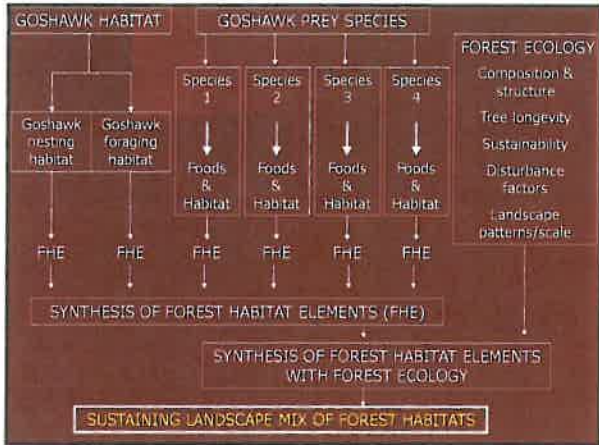 GOSHAWK HABITAT
GOSHAWK PREY SPECIES
FOREST ECOLOGY
Composition &
structure
Tree longevity
Sustainability
Disturbance
factors
Landscape
patterns/scale
Species
1
Species
2
Species
3
Species
4
Goshawk
nesting
habitat
Goshawk
foraging
habitat
Foods
&
Habitat
Foods
&
Habitat
Foods
&
Habitat
Foods
&
Habitat
FHE
FHE
FHE
FHE
FHE
FHE
SYNTHESIS OF FOREST HABITAT ELEMENTS (FHE)
SYNTHESIS OF FOREST HABITAT ELEMENTS
WITH FOREST ECOLOGY
SUSTAINING LANDSCAPE MIX OF FOREST HABITATS